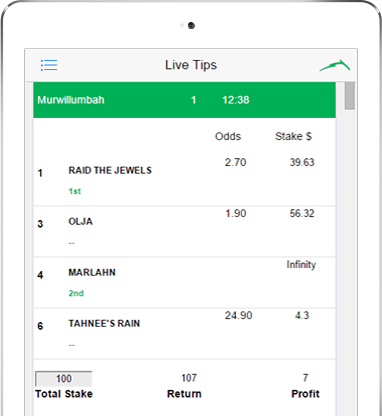 Live Tips
Murwillumbah 1 12:38
Odds Stake $
1 RAID THE JEWELS 2.70 39.63
1st
3 OLJA 1.90 56.32
--
4 MARLAHN Infinity
2nd
6 TAHNEE'S RAIN 24.90 4.3
--
100 107 7
Total Stake Return Profit